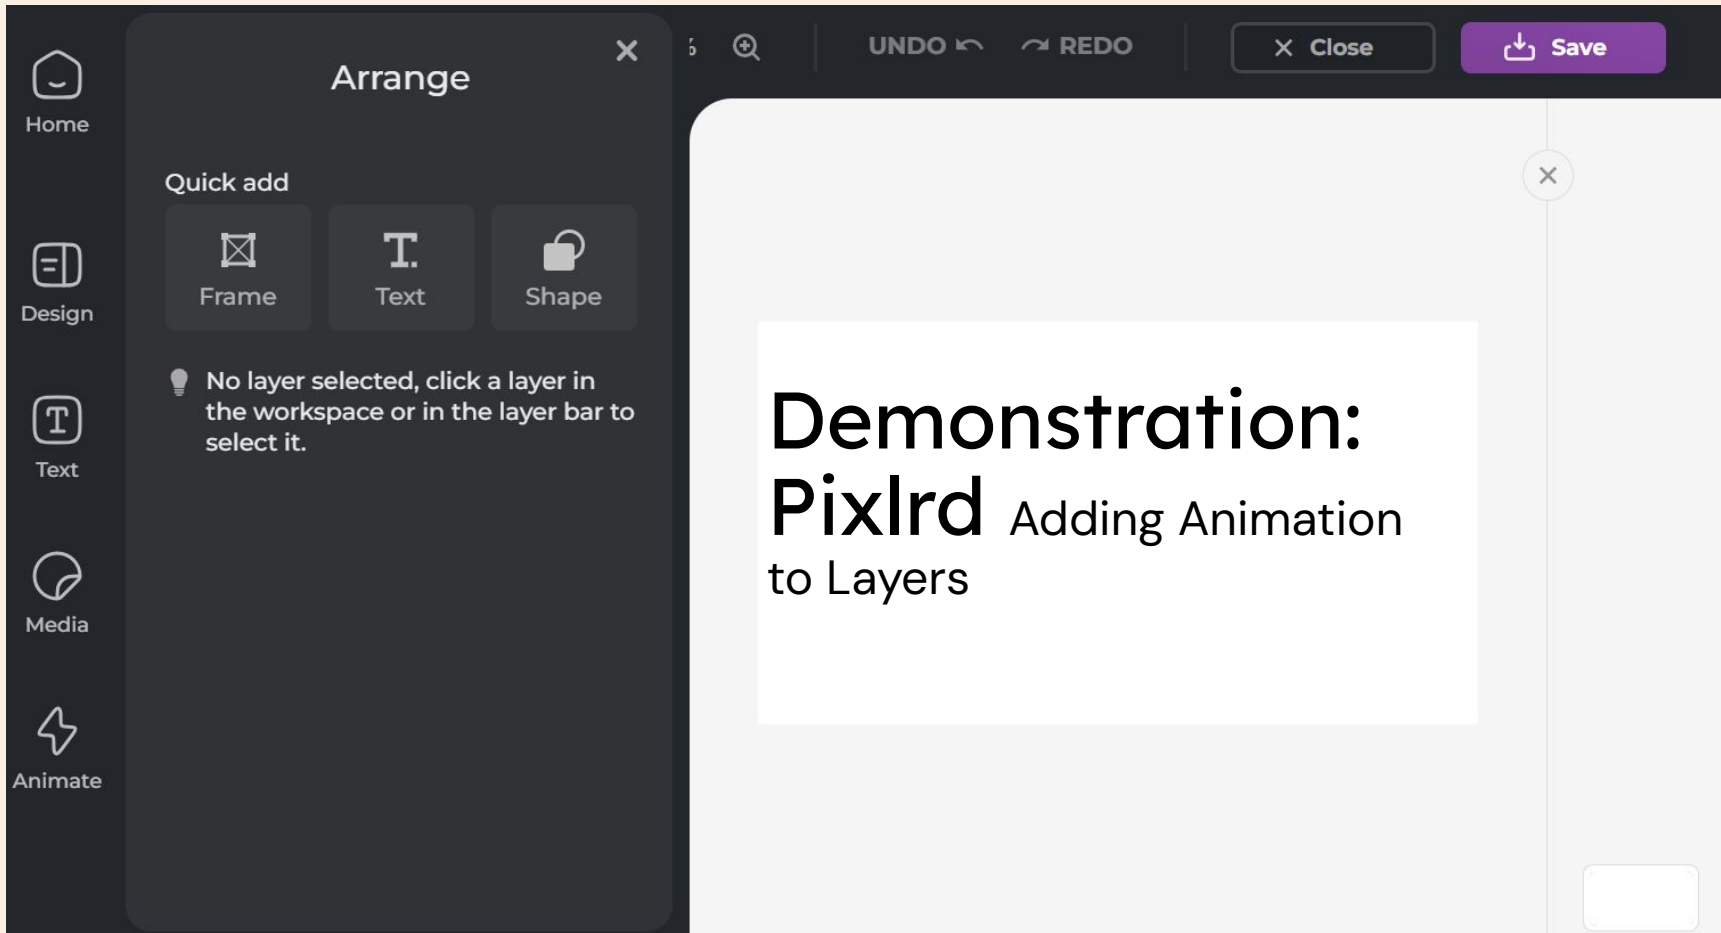 Home
Design
Text
Media
Animate
Arrange
Quick add
Frame
Text
Shape
No layer selected, click a layer in
the workspace or in the layer bar to
select it.
UNDO
REDO
Close
Save
Demonstration:
Pixlrd Adding Animation
to Layers